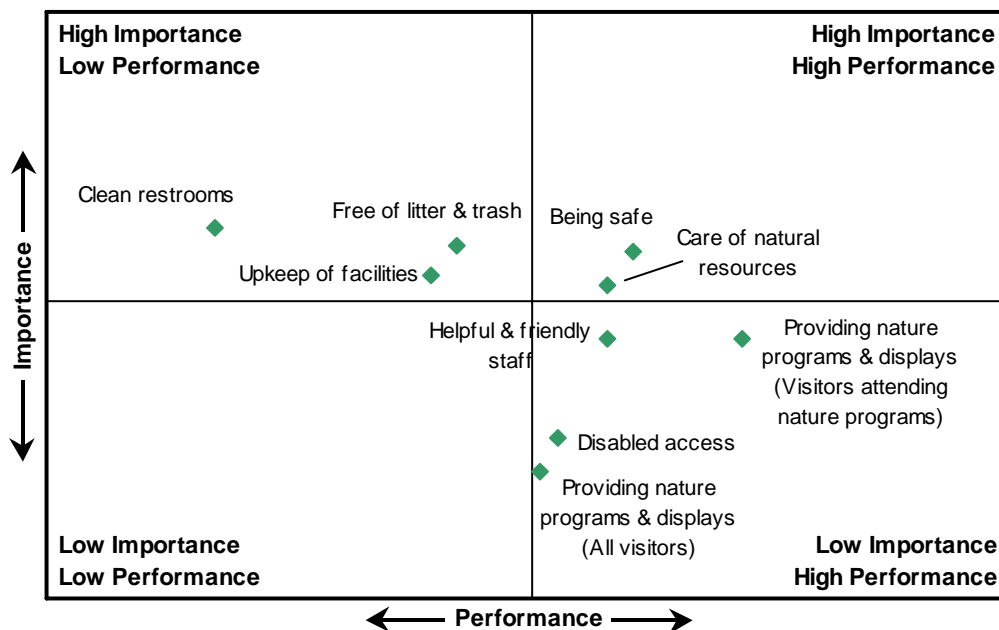 High Importance
Low Performance
High Importance
High Performance
Clean restrooms
Free of litter & trash
Being safe
Care of natural
resources
Upkeep of facilities
Helpful & friendly
staff
Providing nature
programs & displays
(Visitors attending
nature programs)
Disabled access
Providing nature
programs & displays
(All visitors)
Low Importance
Low Performance
Low Importance
High Performance
Importance
Performance